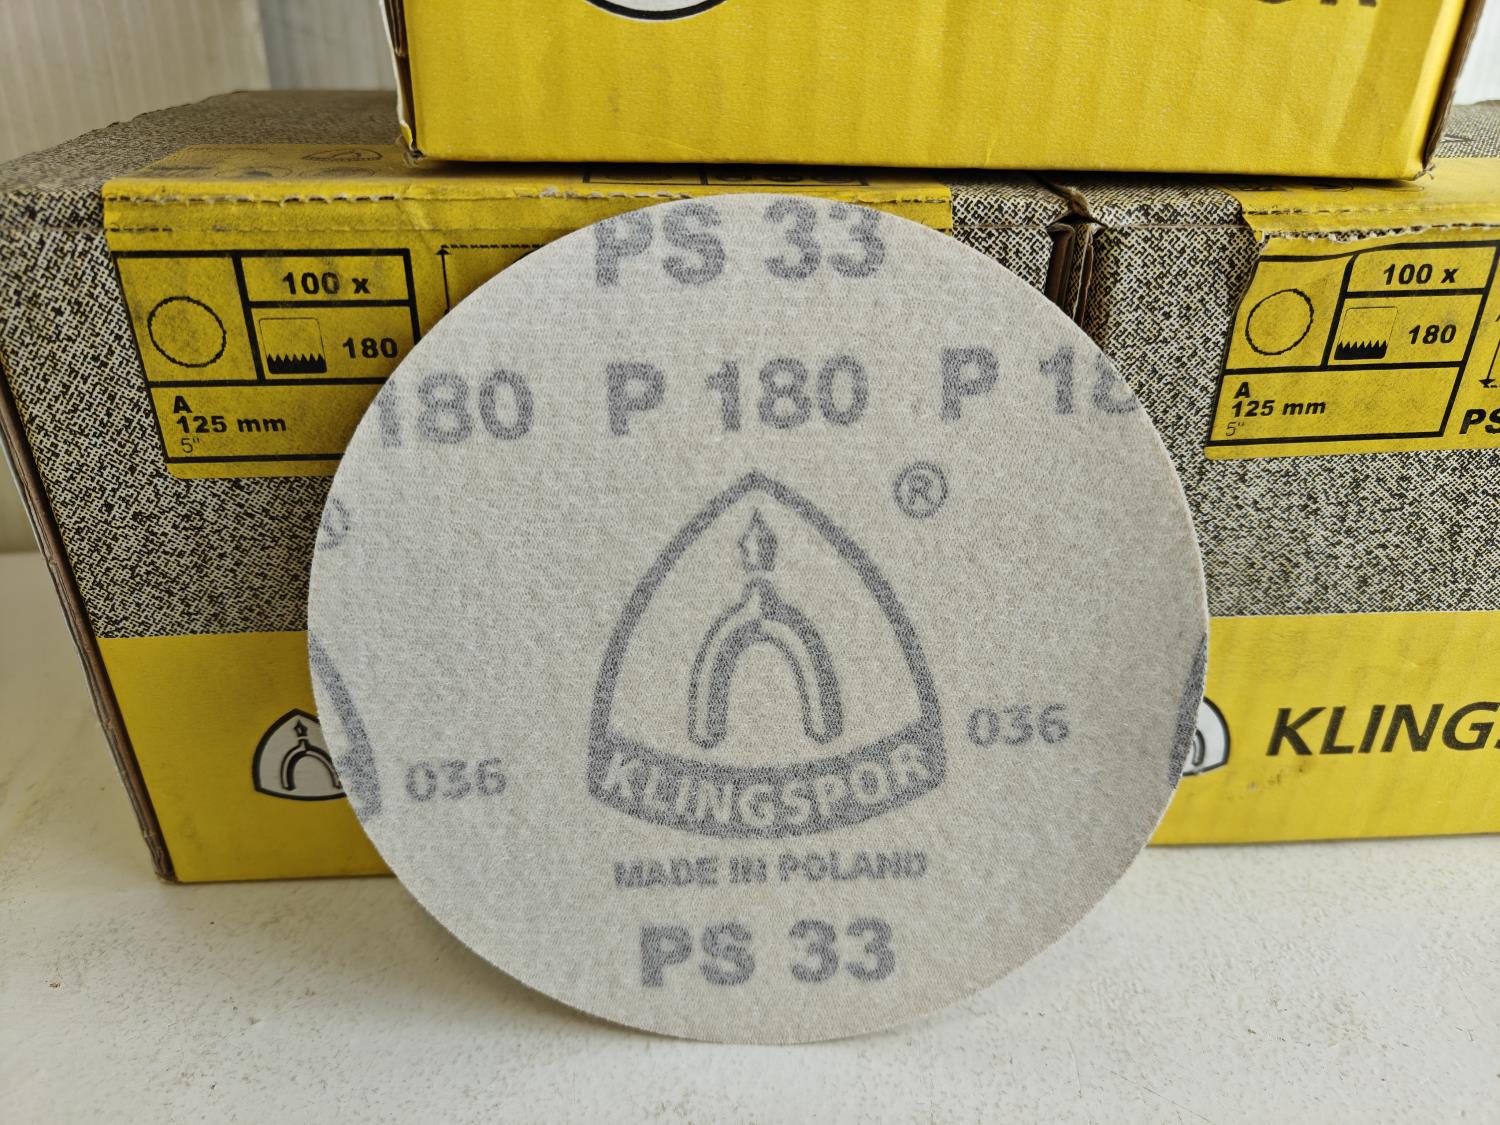 100 x
180
A
125 mm
5"
PS 33
180 P 180 P 18
®
036
KLINGSPOR
036
MADE IN POLAND
PS 33
100 x
180
A
125 mm
5"
PS
KLINGS